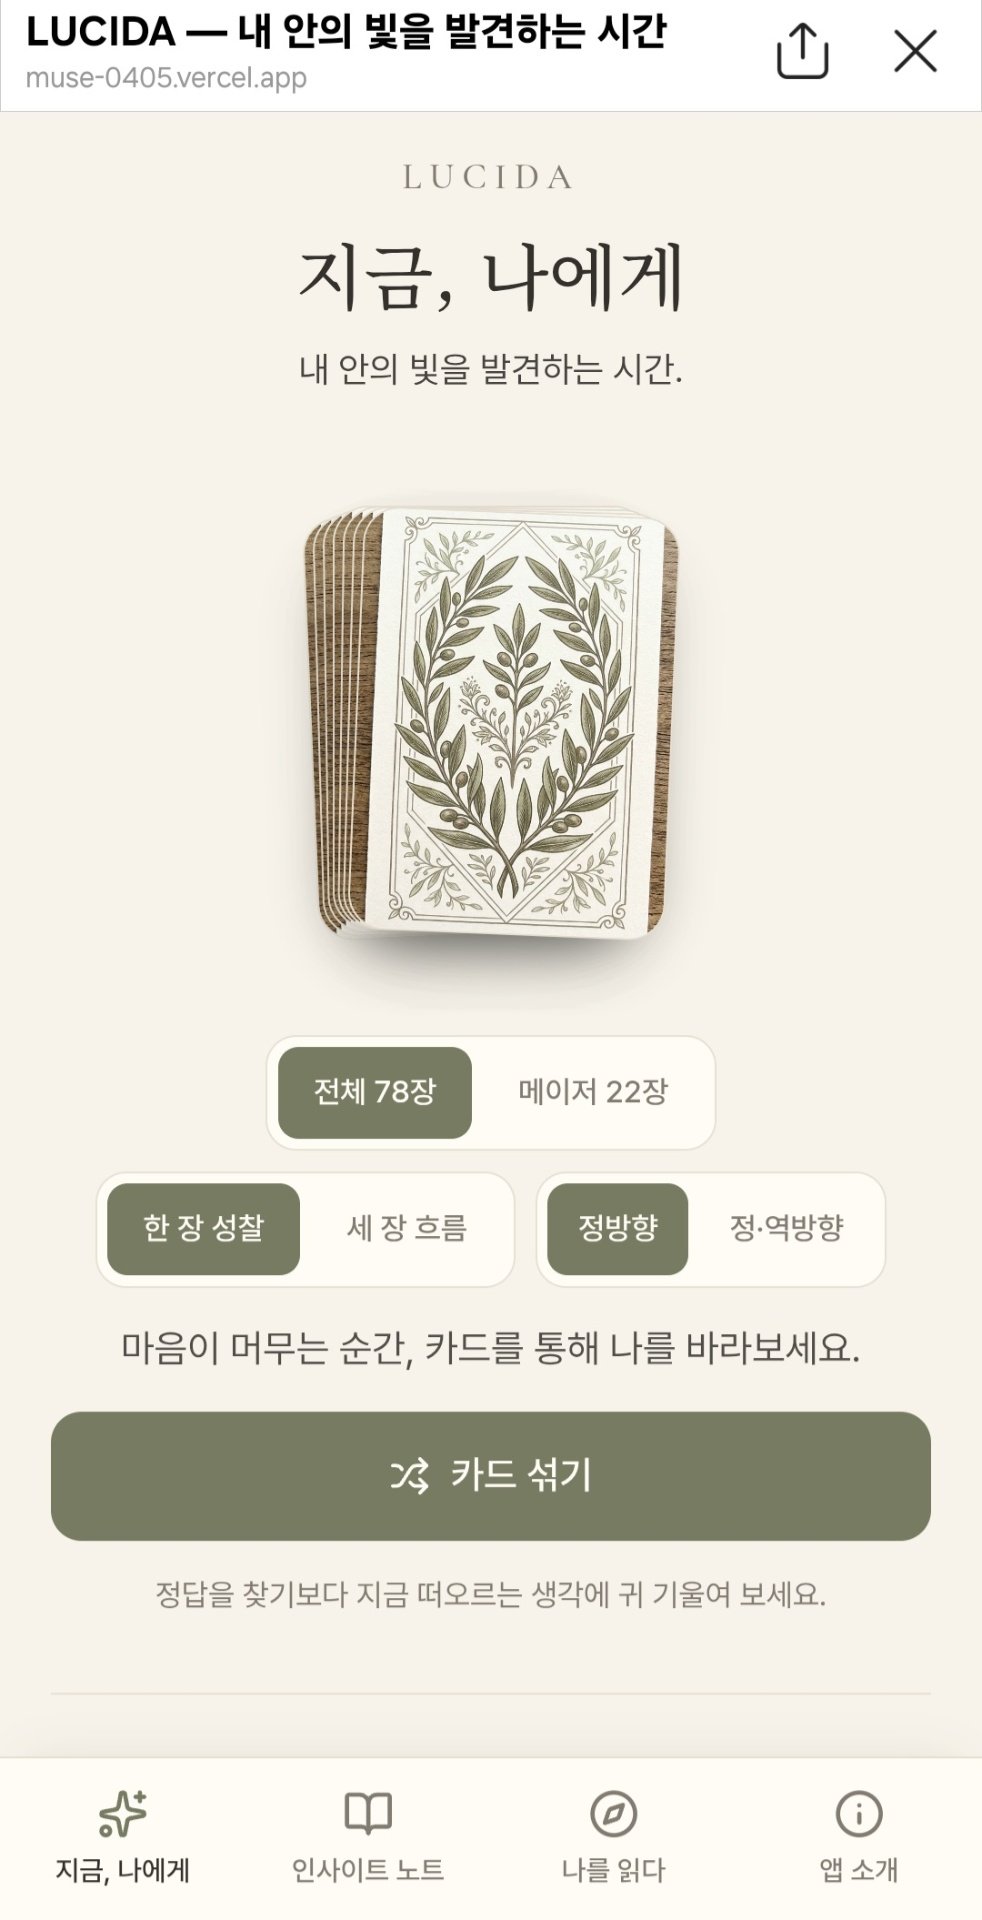 LUCIDA — 내 안의 빛을 발견하는 시간
muse-0405.vercel.app
LUCIDA
지금, 나에게
내 안의 빛을 발견하는 시간.
전체 78장 메이저 22장
한 장 성찰 세 장 흐름 정방향 정·역방향
마음이 머무는 순간, 카드를 통해 나를 바라보세요.
카드 섞기
정답을 찾기보다 지금 떠오르는 생각에 귀 기울여 보세요.
지금, 나에게 인사이트 노트 나를 읽다 앱 소개